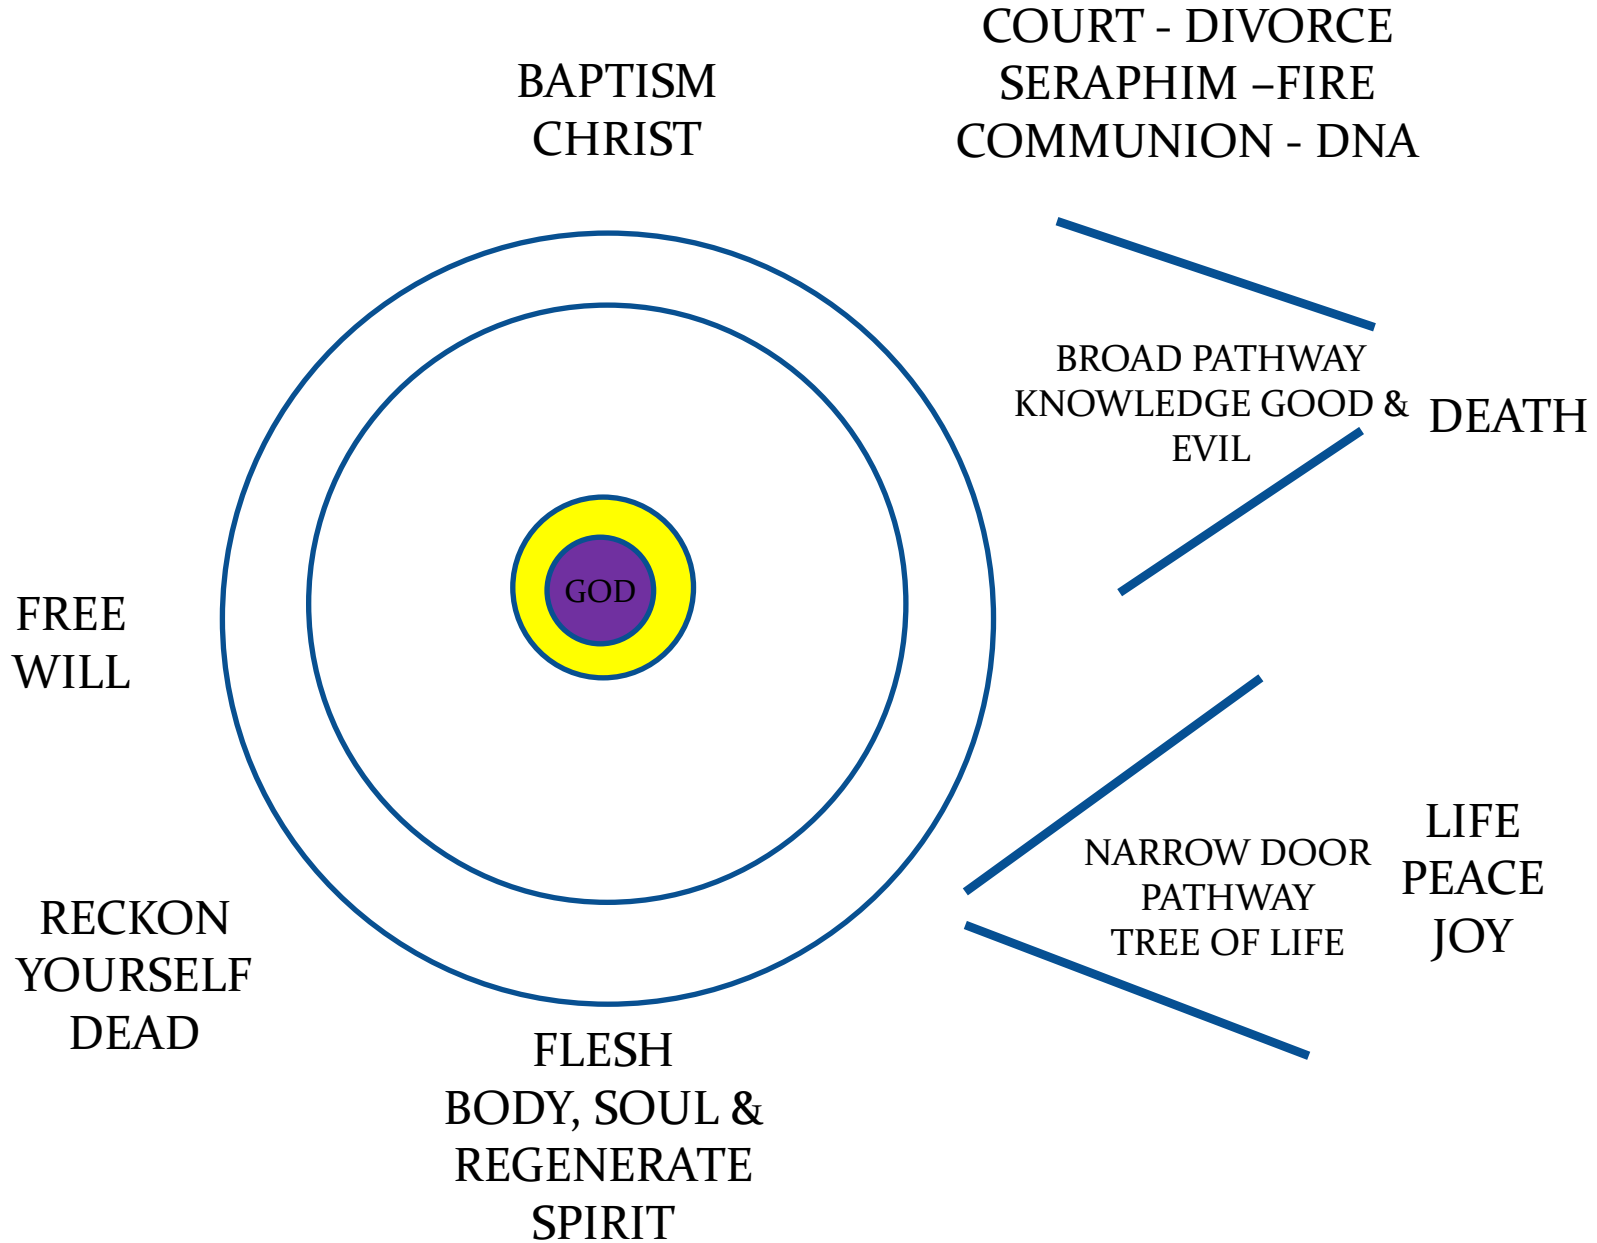 COURT - DIVORCE
SERAPHIM –FIRE
COMMUNION - DNA
BAPTISM
CHRIST
BROAD PATHWAY
KNOWLEDGE GOOD &
EVIL
DEATH
GOD
FREE
WILL
NARROW DOOR
PATHWAY
TREE OF LIFE
LIFE
PEACE
JOY
RECKON
YOURSELF
DEAD
FLESH
BODY, SOUL &
REGENERATE
SPIRIT